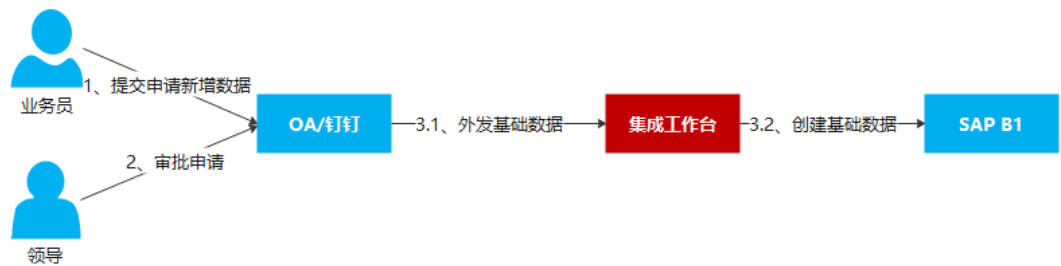 业务员
1、提交申请新增数据
OA/钉钉
3.1、外发基础数据
集成工作台
3.2、创建基础数据
SAP B1
2、审批申请
领导